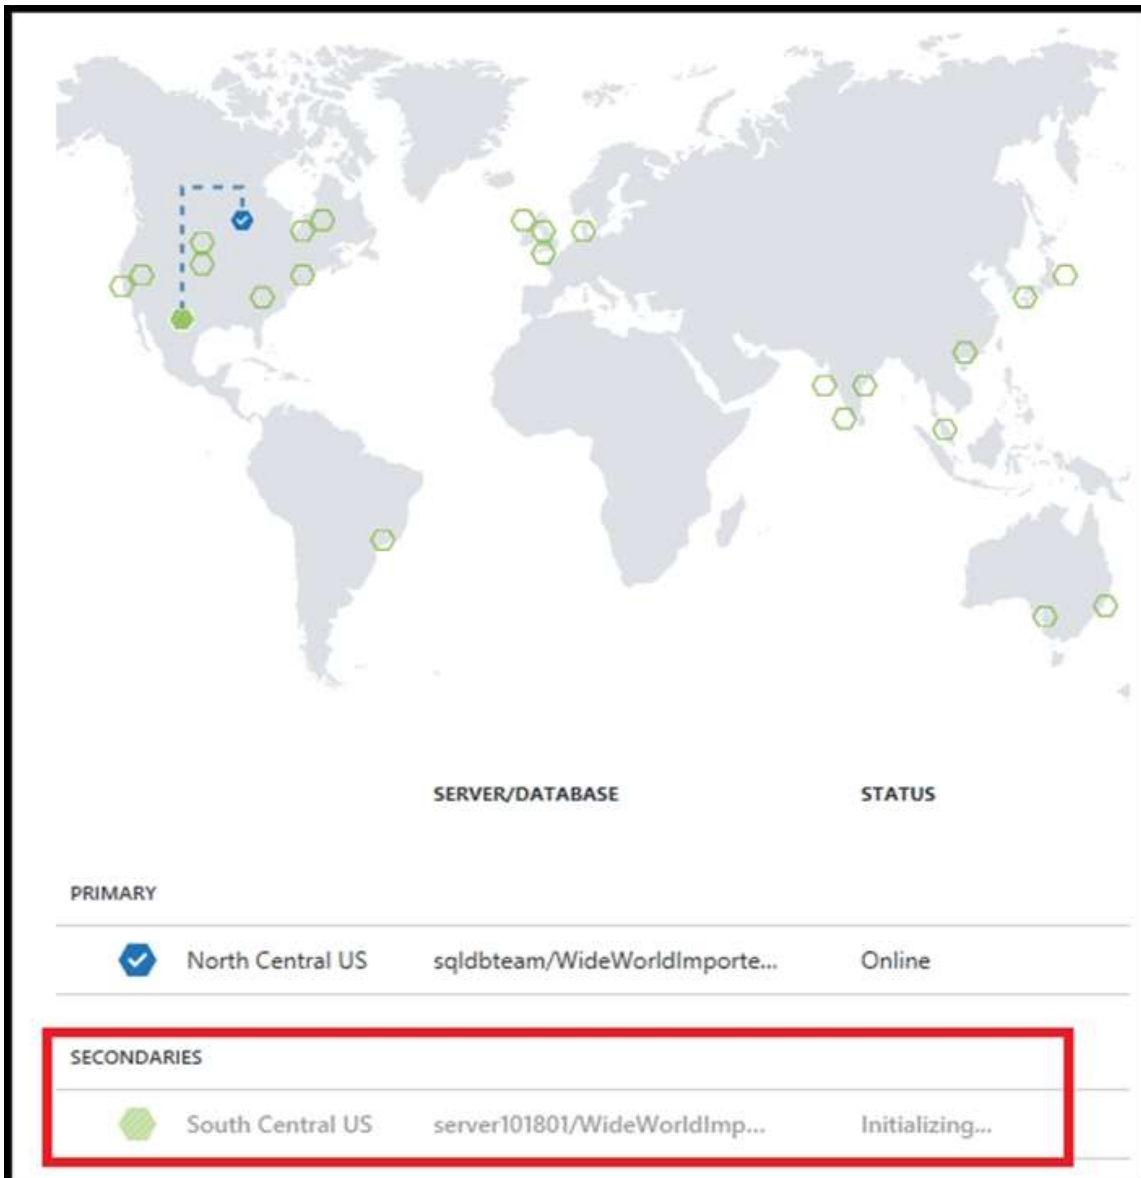 SERVER/DATABASE STATUS
PRIMARY
North Central US sqldbteam/WideWorldImporte... Online
SECONDARIES
South Central US server101801/WideWorldImp... Initializing...